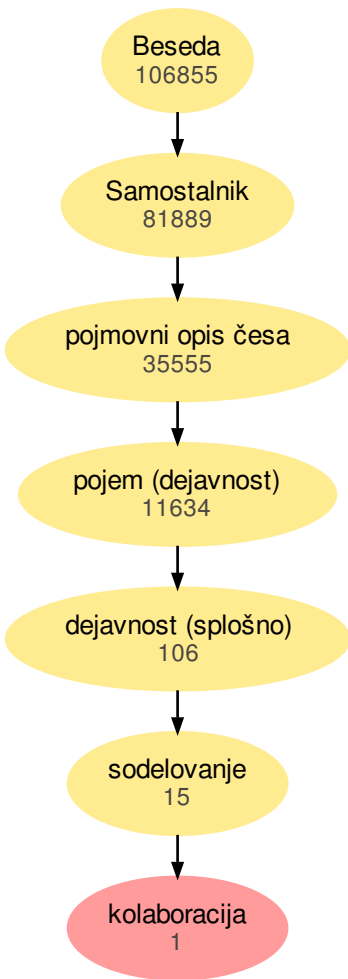 Beseda
106855
Samostalnik
81889
pojmovni opis česa
35555
pojem (dejavnost)
11634
dejavnost (splošno)
106
sodelovanje
15
kolaboracija
1